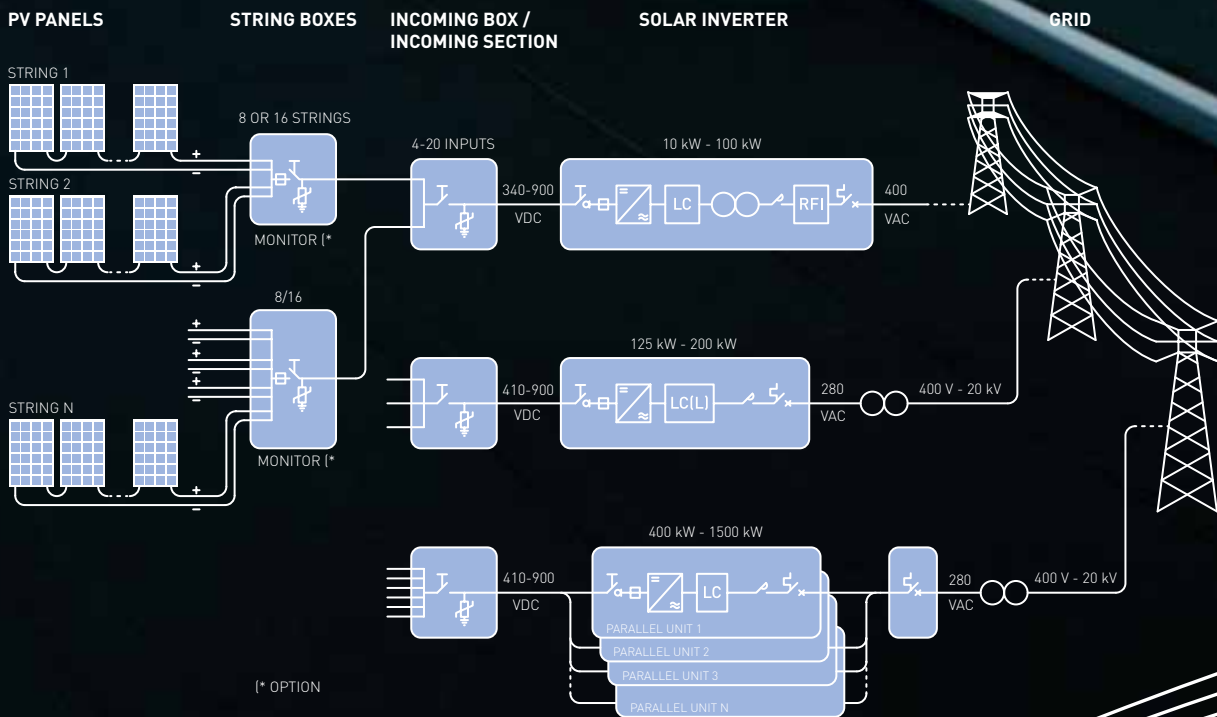 PV PANELS
STRING BOXES
INCOMING BOX /
INCOMING SECTION
SOLAR INVERTER
GRID
STRING 1
8 OR 16 STRINGS
4-20 INPUTS
10 kW - 100 kW
+
–
STRING 2
340-900
VDC
LC
RFI
400
VAC
MONITOR (*
+
–
8/16
+
–
+
–
+
–
125 kW - 200 kW
410-900
VDC
LC(L)
280
VAC
400 V - 20 kV
STRING N
MONITOR (*
+
–
400 kW - 1500 kW
410-900
VDC
LC
280
VAC
400 V - 20 kV
PARALLEL UNIT 1
PARALLEL UNIT 2
PARALLEL UNIT 3
PARALLEL UNIT N
(* OPTION